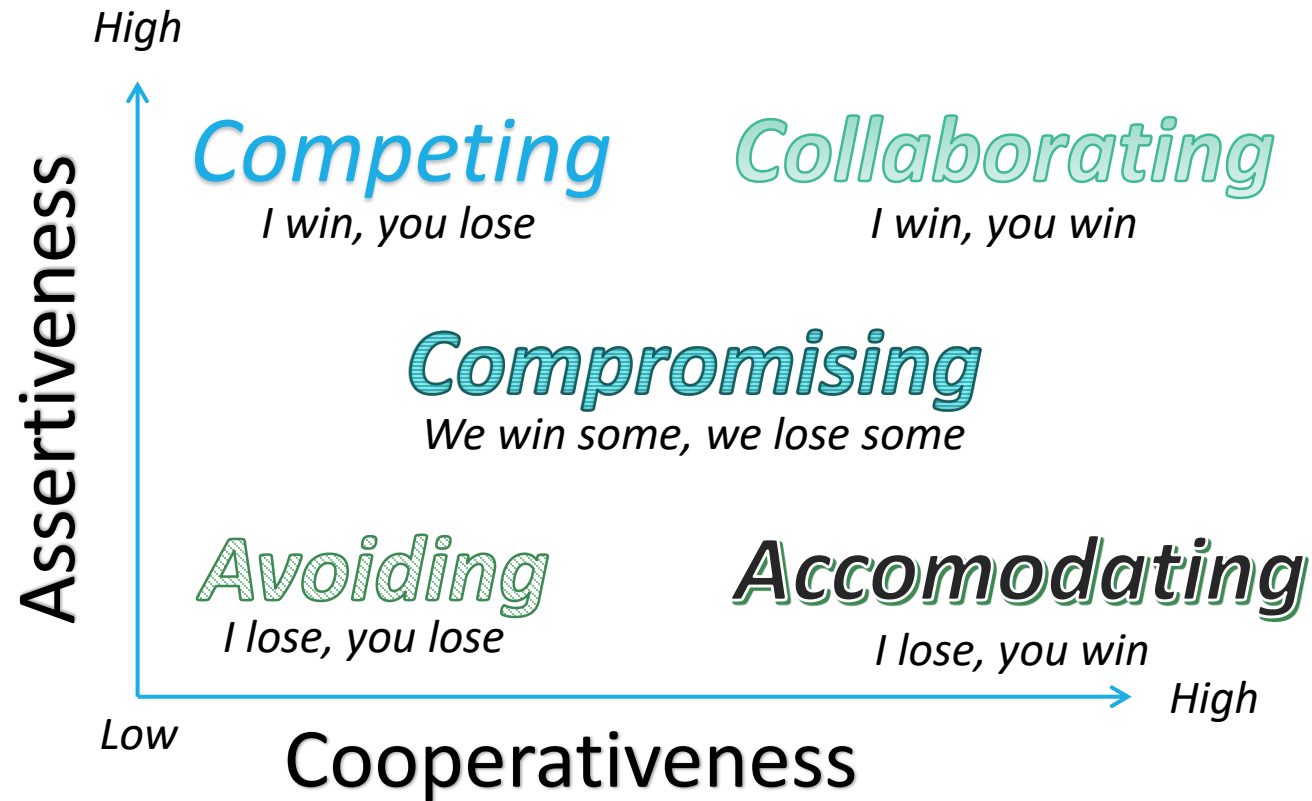 High
Competing
I win, you lose
Collaborating
I win, you win
Assertiveness
Compromising
We win some, we lose some
Avoiding
I lose, you lose
Accomodating
I lose, you win
High
Low
Cooperativeness